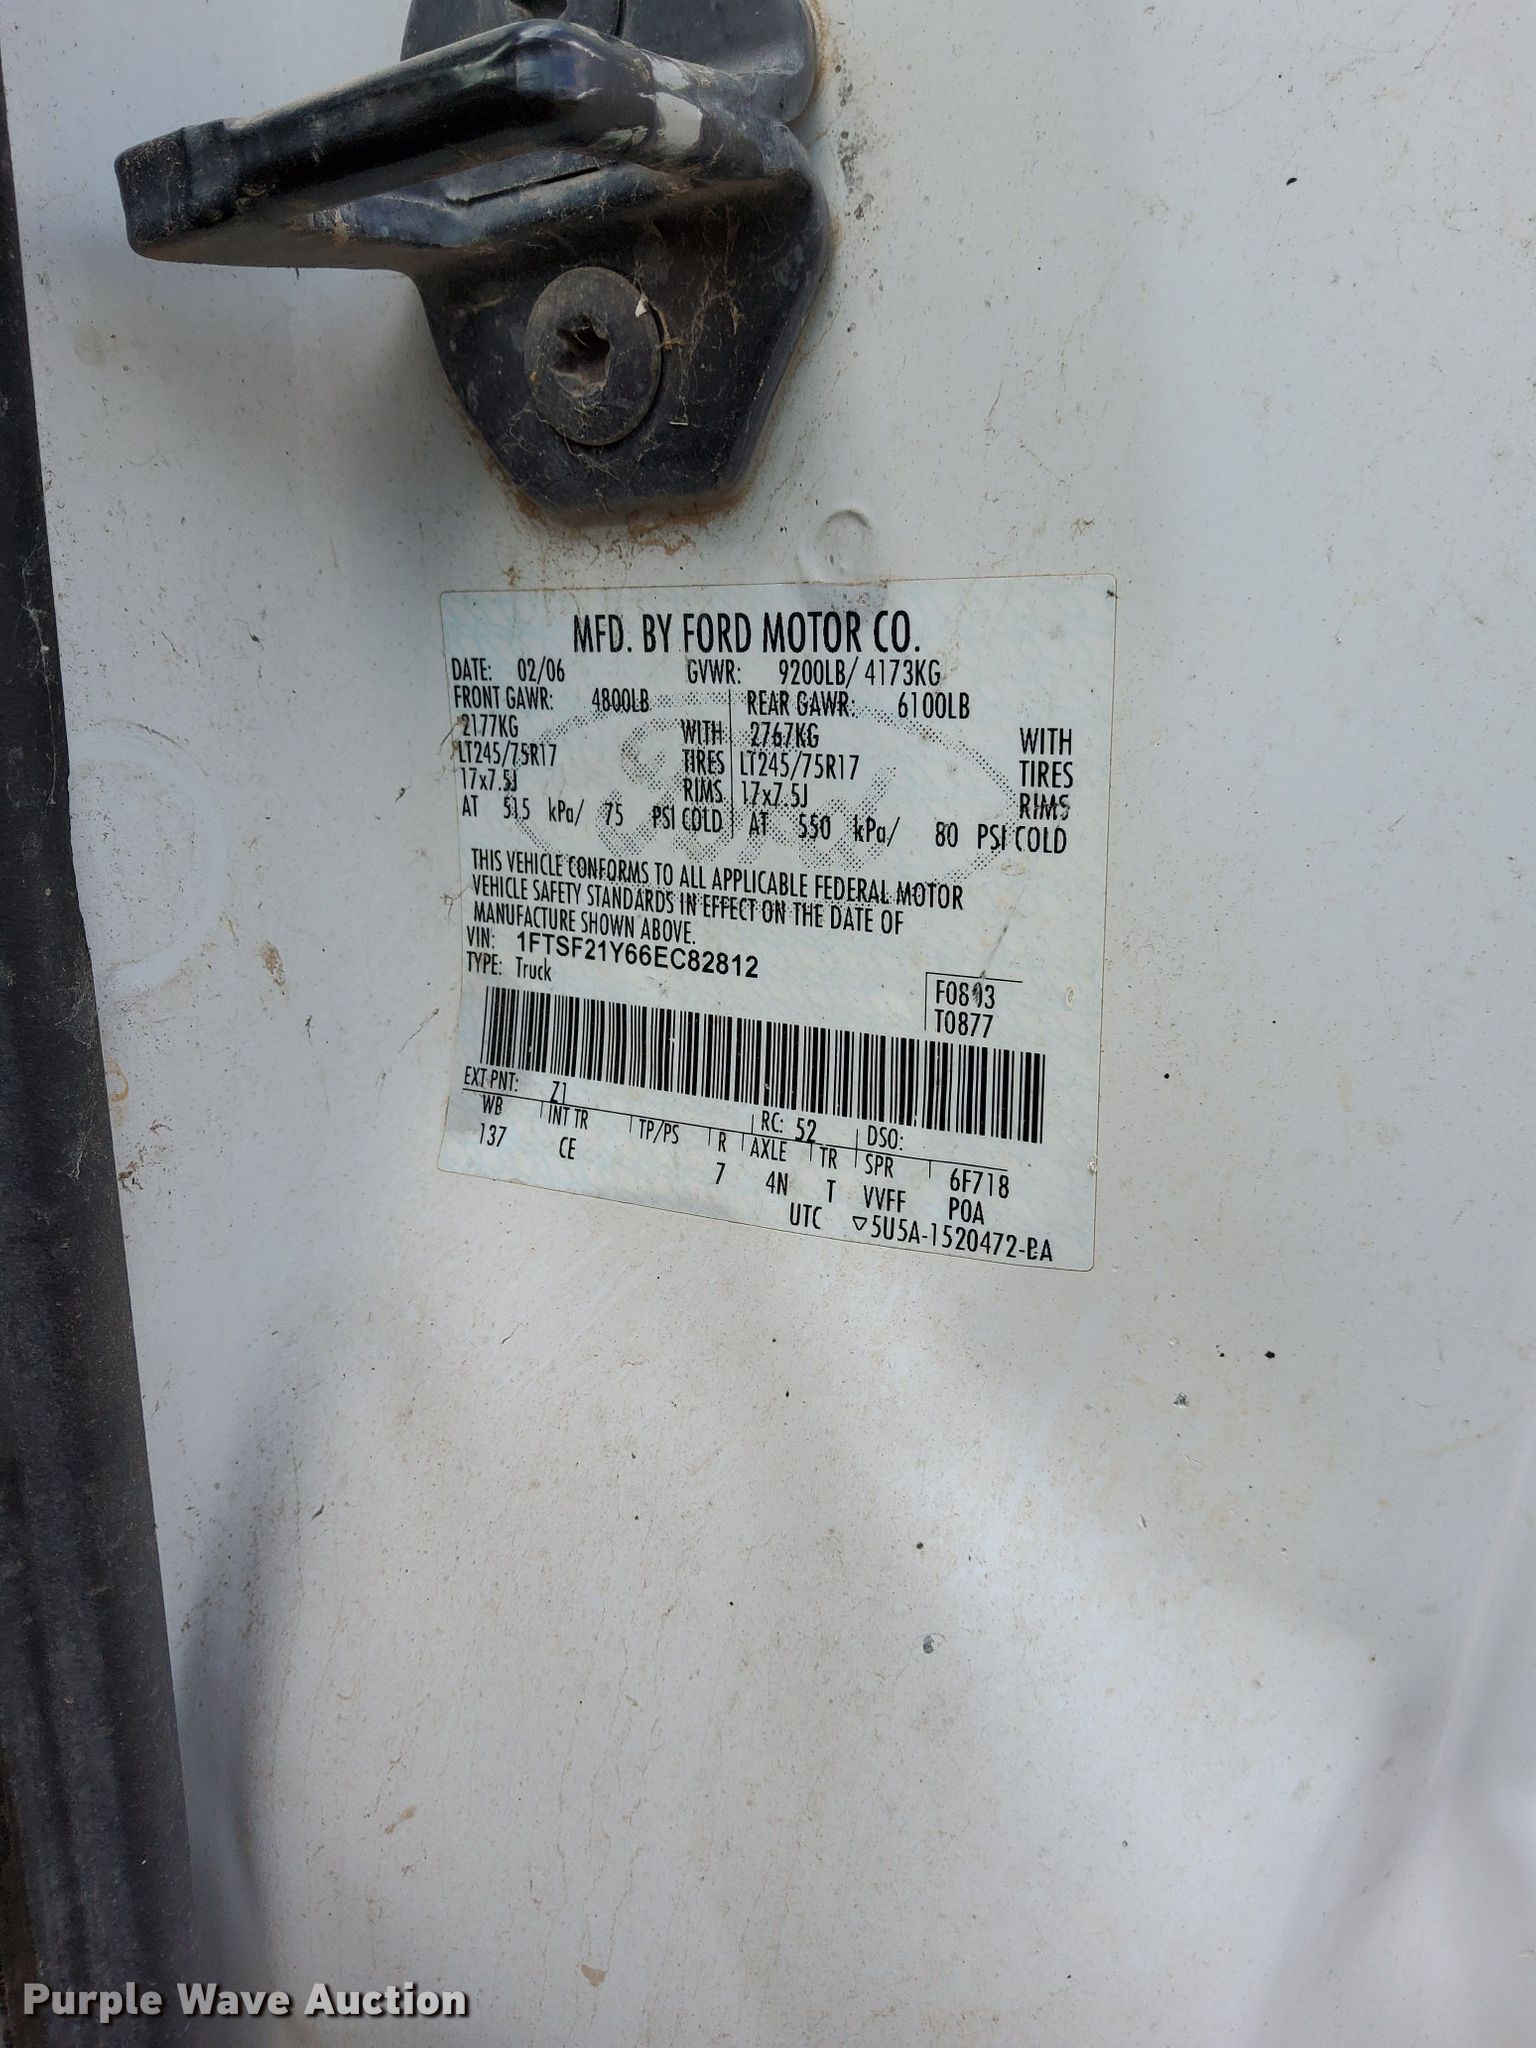 MFD. BY FORD MOTOR CO.
DATE: 02/06 GVWR: 9200LB/ 4173KG
FRONT GAWR: 4800LB REAR GAWR: 6100LB
2177KG WITH 2767KG WITH
LT245/75R17 TIRES LT245/75R17 TIRES
17x7.5J RIMS 17x7.5J RIMS
AT 515 kPa/ 75 PSI COLD AT 550 kPa/ 80 PSI COLD
THIS VEHICLE CONFORMS TO ALL APPLICABLE FEDERAL MOTOR
VEHICLE SAFETY STANDARDS IN EFFECT ON THE DATE OF
MANUFACTURE SHOWN ABOVE.
VIN: 1FTSF21Y66EC82812
TYPE: Truck
F0803
T0877
EXT PNT: Z1 RC: 52 DSO:
WB INT TR TP/PS R AXLE TR SPR 6F718
137 CE 7 4N T VVFF POA
UTC ▽5U5A-1520472-BA
Purple Wave Auction